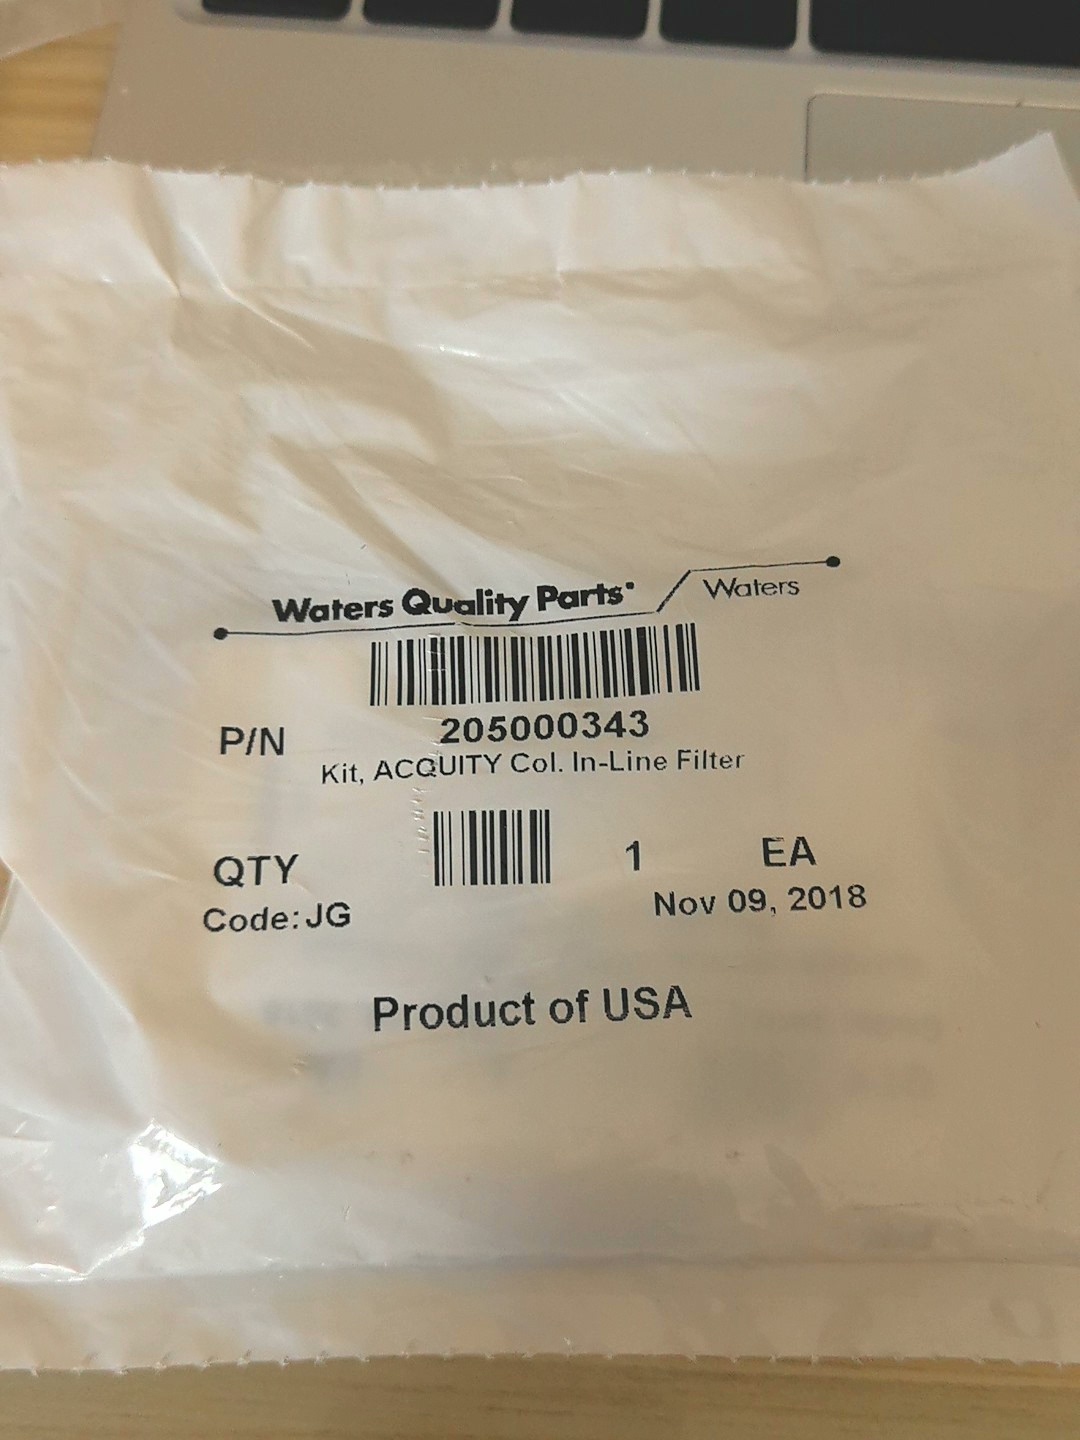 Waters Quality Parts
Waters
P/N
205000343
Kit, ACQUITY Col. In-Line Filter
QTY
1 EA
Code: JG
Nov 09, 2018
Product of USA